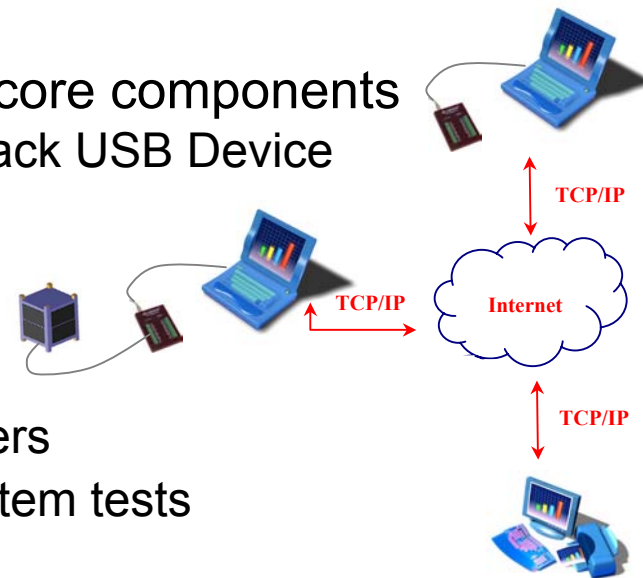 core components
ack USB Device
TCP/IP
TCP/IP
Internet
TCP/IP
ers
tem tests